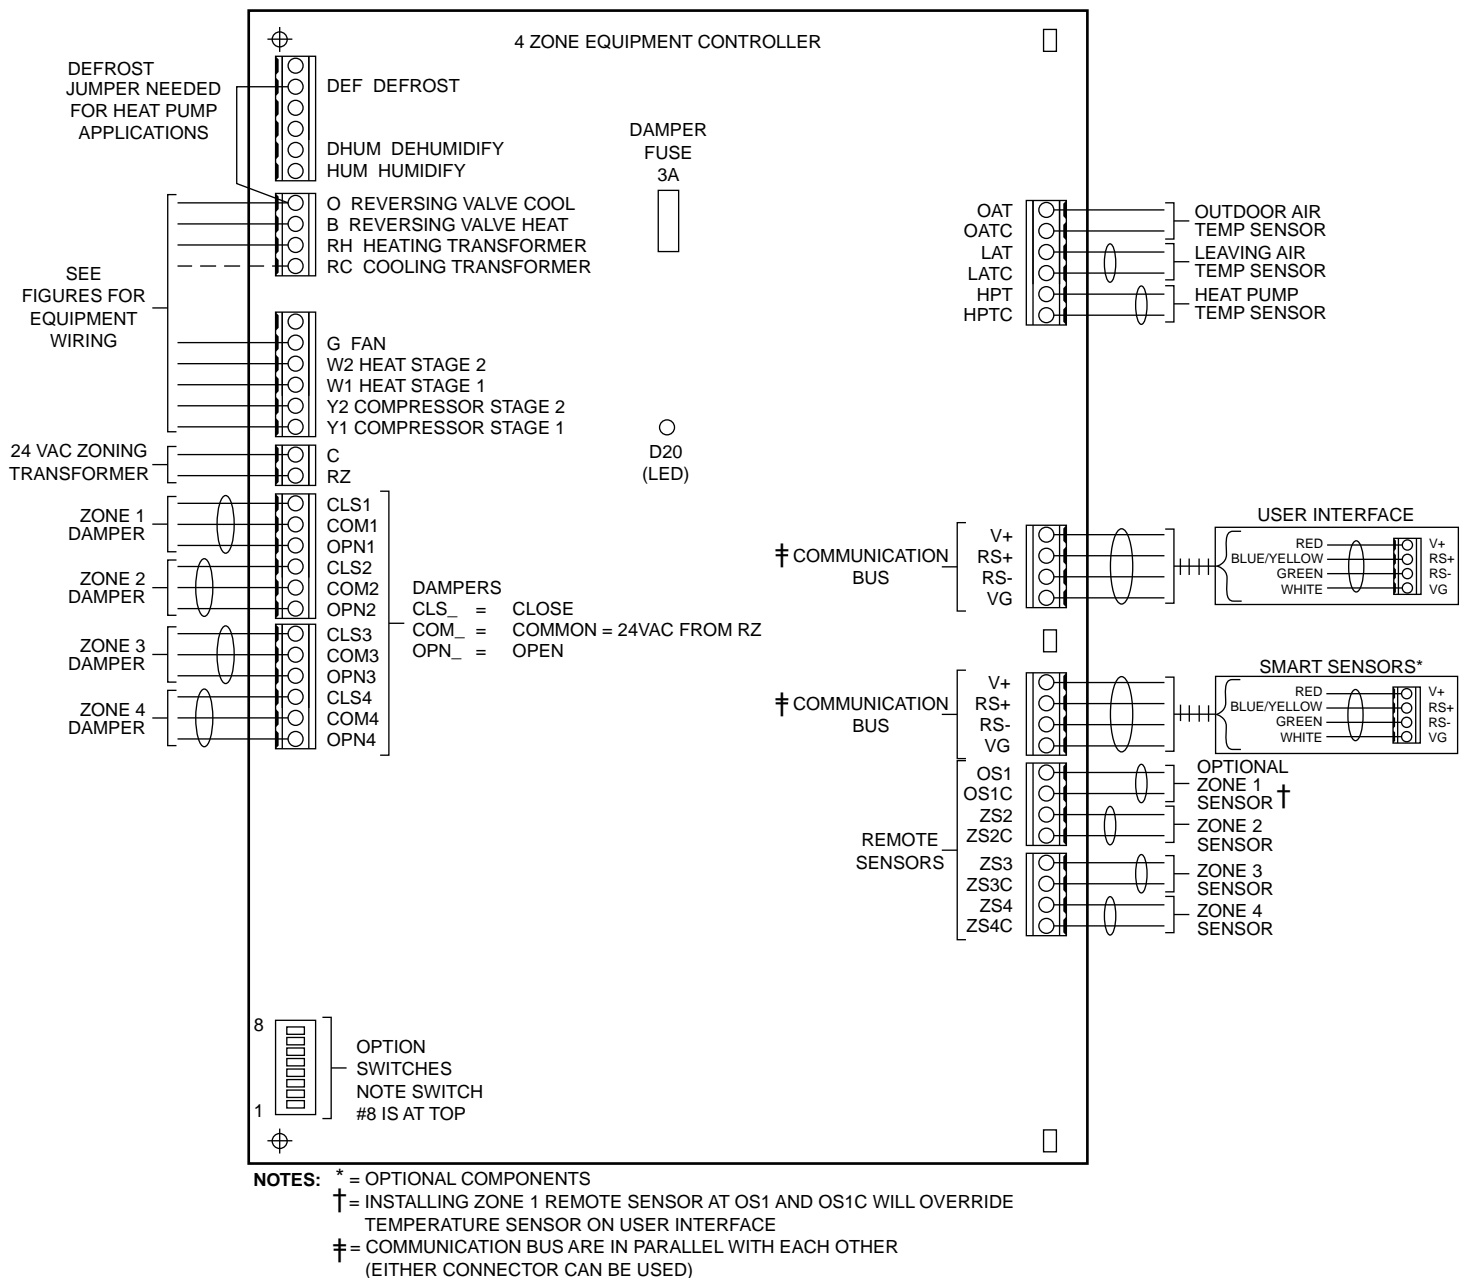 4 ZONE EQUIPMENT CONTROLLER
DEFROST
JUMPER NEEDED
FOR HEAT PUMP
APPLICATIONS
DEF DEFROST
DHUM DEHUMIDIFY
HUM HUMIDIFY
DAMPER
FUSE
3A
O REVERSING VALVE COOL
B REVERSING VALVE HEAT
RH HEATING TRANSFORMER
RC COOLING TRANSFORMER
SEE
FIGURES FOR
EQUIPMENT
WIRING
G FAN
W2 HEAT STAGE 2
W1 HEAT STAGE 1
Y2 COMPRESSOR STAGE 2
Y1 COMPRESSOR STAGE 1
D20
(LED)
24 VAC ZONING
TRANSFORMER
C
RZ
ZONE 1
DAMPER
CLS1
COM1
OPN1
ZONE 2
DAMPER
CLS2
COM2
OPN2
ZONE 3
DAMPER
CLS3
COM3
OPN3
ZONE 4
DAMPER
CLS4
COM4
OPN4
DAMPERS
CLS_ = CLOSE
COM_ = COMMON = 24VAC FROM RZ
OPN_ = OPEN
OAT
OATC
LAT
LATC
HPT
HPTC
OUTDOOR AIR
TEMP SENSOR
LEAVING AIR
TEMP SENSOR
HEAT PUMP
TEMP SENSOR
‡ COMMUNICATION
BUS
V+
RS+
RS-
VG
USER INTERFACE
RED V+
BLUE/YELLOW RS+
GREEN RS-
WHITE VG
‡ COMMUNICATION
BUS
V+
RS+
RS-
VG
SMART SENSORS*
RED V+
BLUE/YELLOW RS+
GREEN RS-
WHITE VG
REMOTE
SENSORS
OS1
OS1C
ZS2
ZS2C
ZS3
ZS3C
ZS4
ZS4C
OPTIONAL
ZONE 1
SENSOR †
ZONE 2
SENSOR
ZONE 3
SENSOR
ZONE 4
SENSOR
8
1
OPTION
SWITCHES
NOTE SWITCH
#8 IS AT TOP
NOTES: * = OPTIONAL COMPONENTS
† = INSTALLING ZONE 1 REMOTE SENSOR AT OS1 AND OS1C WILL OVERRIDE
TEMPERATURE SENSOR ON USER INTERFACE
‡ = COMMUNICATION BUS ARE IN PARALLEL WITH EACH OTHER
(EITHER CONNECTOR CAN BE USED)